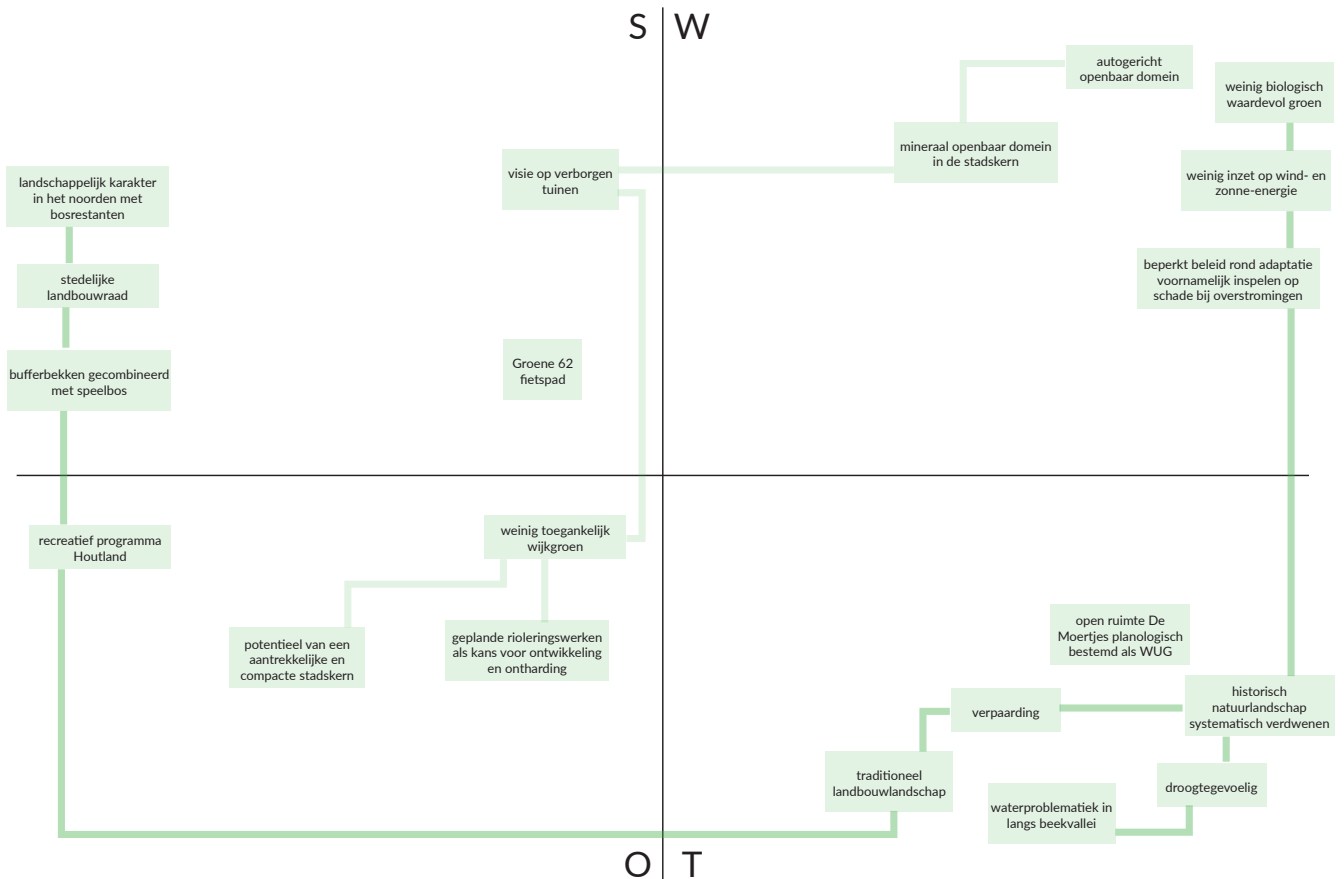 S
W
autogericht
openbaar domein
weinig biologisch
waardevol groen
mineraal openbaar domein
in de stadskern
visie op verborgen
tuinen
weinig inzet op wind- en
zonne-energie
landschappelijk karakter
in het noorden met
bosrestanten
stedelijke
landbouwraad
beperkt beleid rond adaptatie
voornamelijk inspelen op
schade bij overstromingen
bufferbekken gecombineerd
met speelbos
Groene 62
fietspad
recreatief programma
Houtland
weinig toegankelijk
wijkgroen
potentieel van een
aantrekkelijke en
compacte stadskern
geplande rioleringswerken
als kans voor ontwikkeling
en ontharding
open ruimte De
Moertjes planologisch
bestemd als WUG
verpaarding
historisch
natuurlandschap
systematisch verdwenen
traditioneel
landbouwlandschap
droogtegevoelig
waterproblematiek in
langs beekvallei
O
T